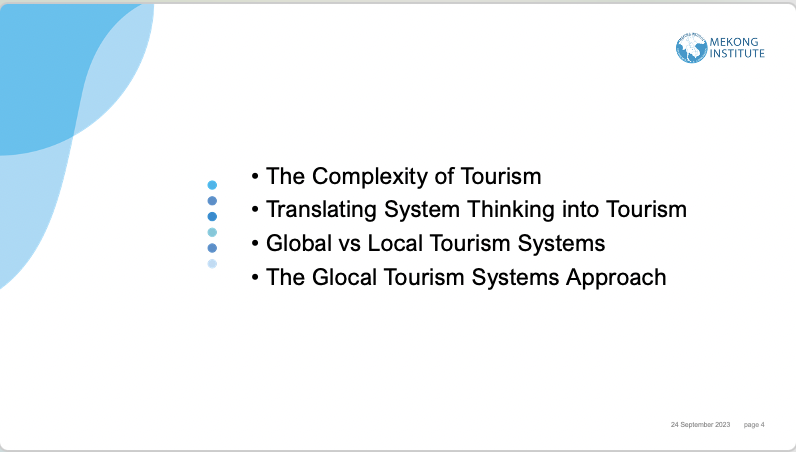 MEKONG
INSTITUTE
• The Complexity of Tourism
• Translating System Thinking into Tourism
• Global vs Local Tourism Systems
• The Glocal Tourism Systems Approach
24 September 2023 page 4